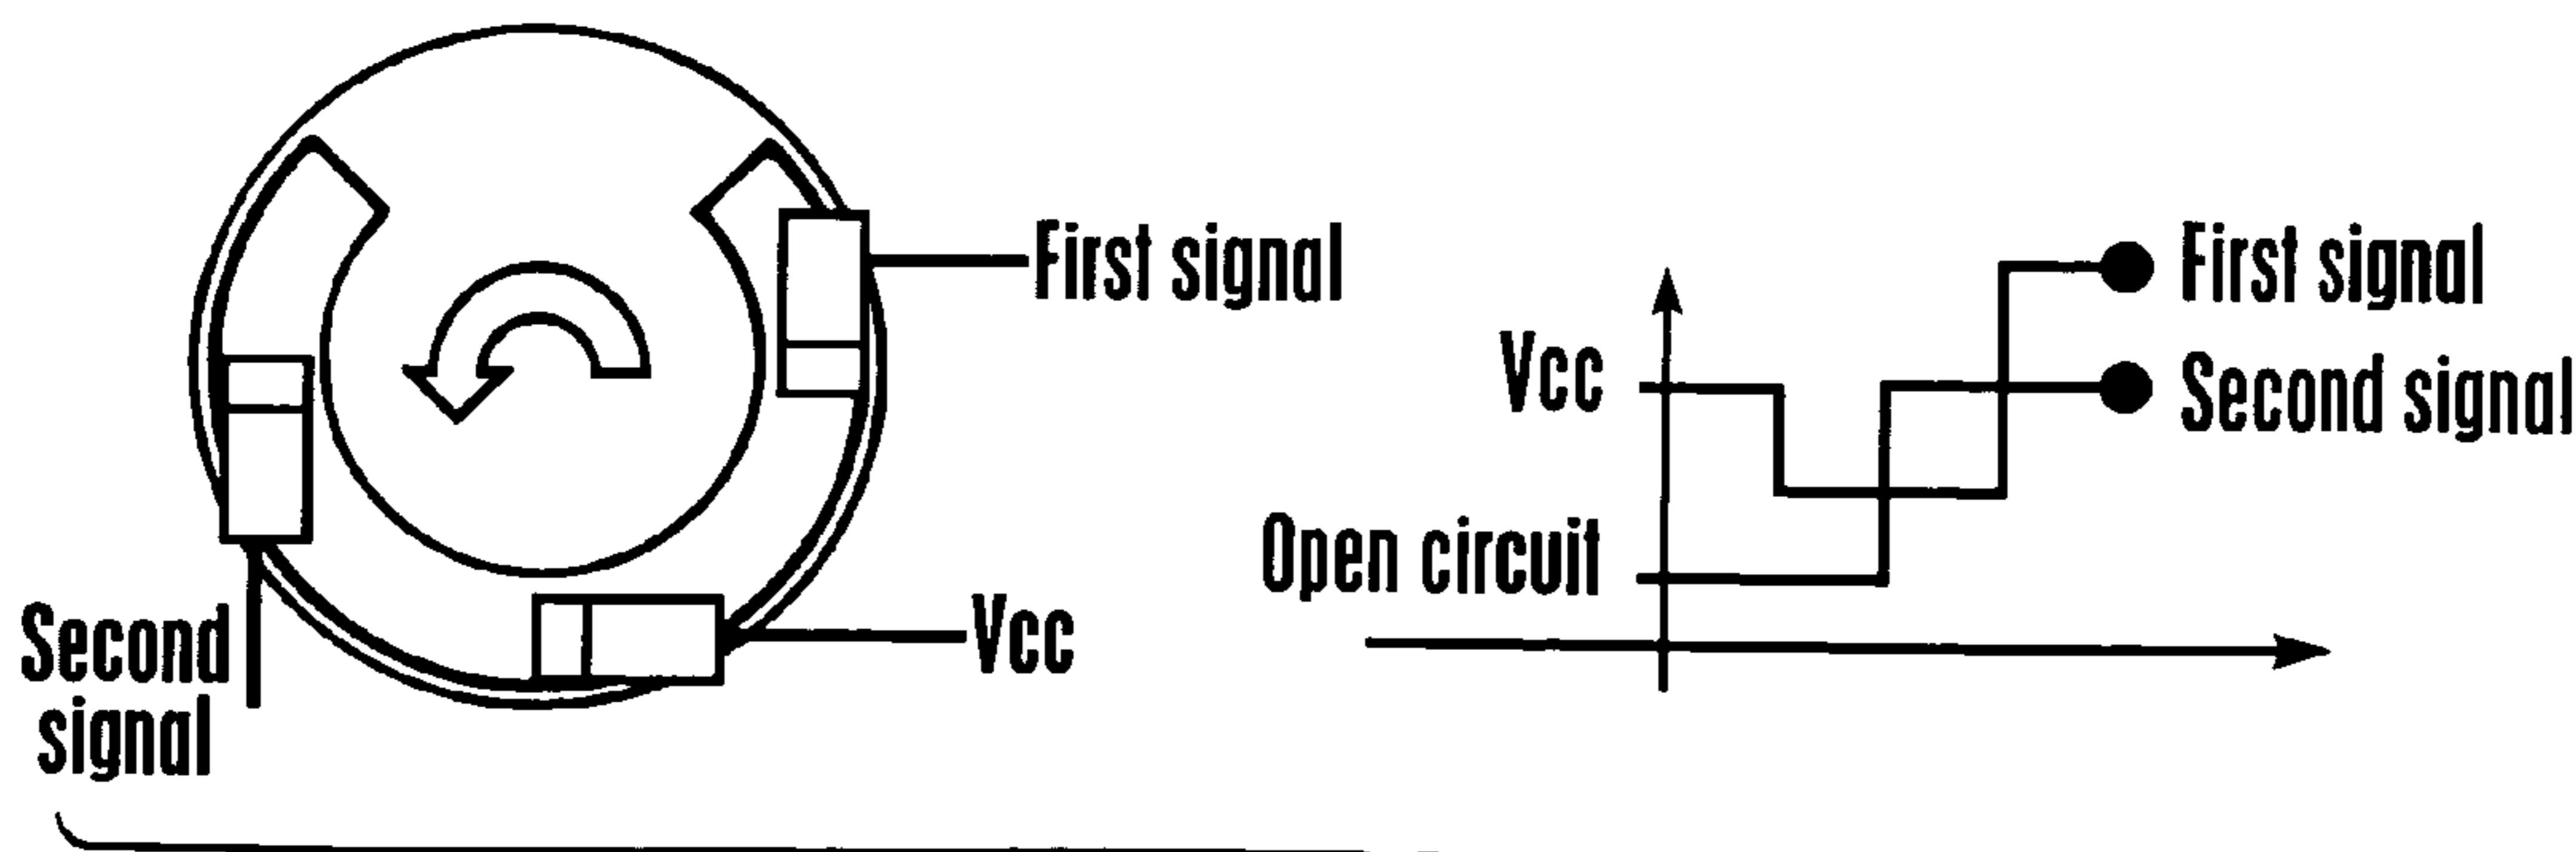 First signal
Second
signal
Vcc
First signal
Vcc
Second signal
Open circuit